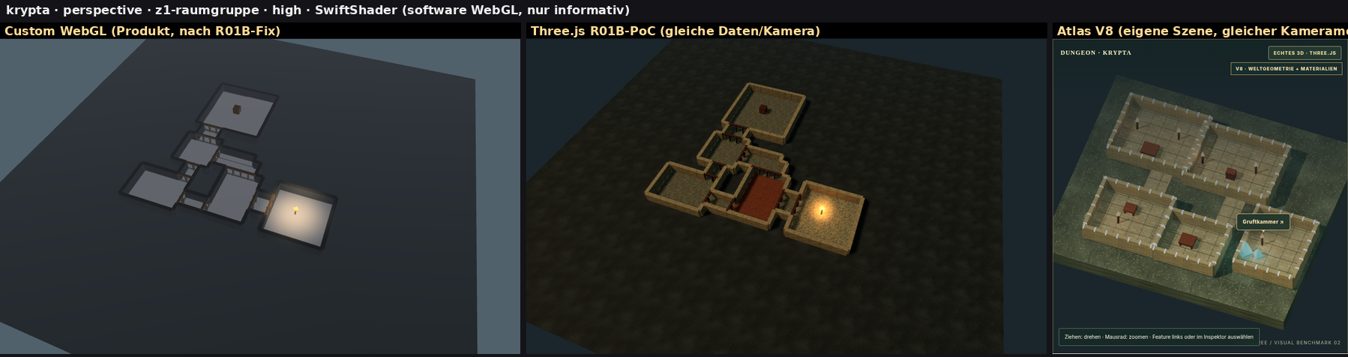 krypta · perspective · z1-raumgruppe · high · SwiftShader (software WebGL, nur informativ)
Custom WebGL (Produkt, nach R01B-Fix)
Three.js R01B-PoC (gleiche Daten/Kamera)
Atlas V8 (eigene Szene, gleicher Kamerame
DUNGEON · KRYPTA
ECHTES 3D · THREE.JS
V8 · WELTGEOMETRIE + MATERIALIEN
Gruftkammer »
Ziehen: drehen · Mausrad: zoomen · Feature links oder im Inspektor auswählen
EE / VISUAL BENCHMARK 02